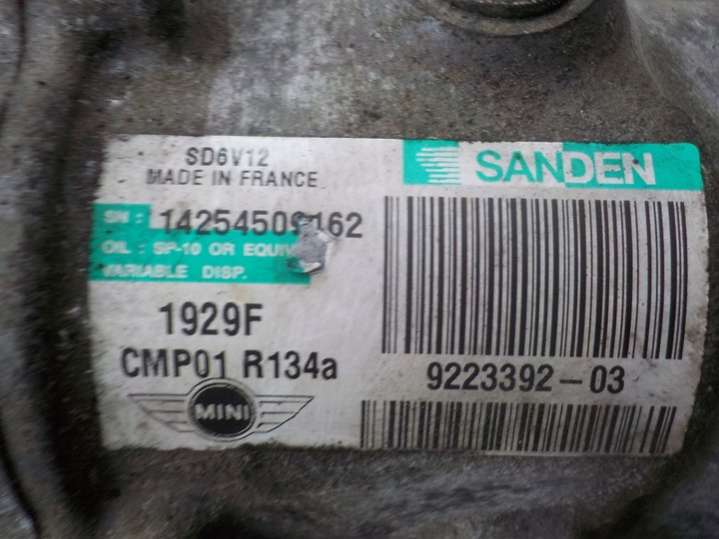 SD6V12
MADE IN FRANCE
SANDEN
SN :
OIL : SP-10 OR EQUIV
VARIABLE DISP.
1929F
CMP01 R134a
9223392-03
MINI